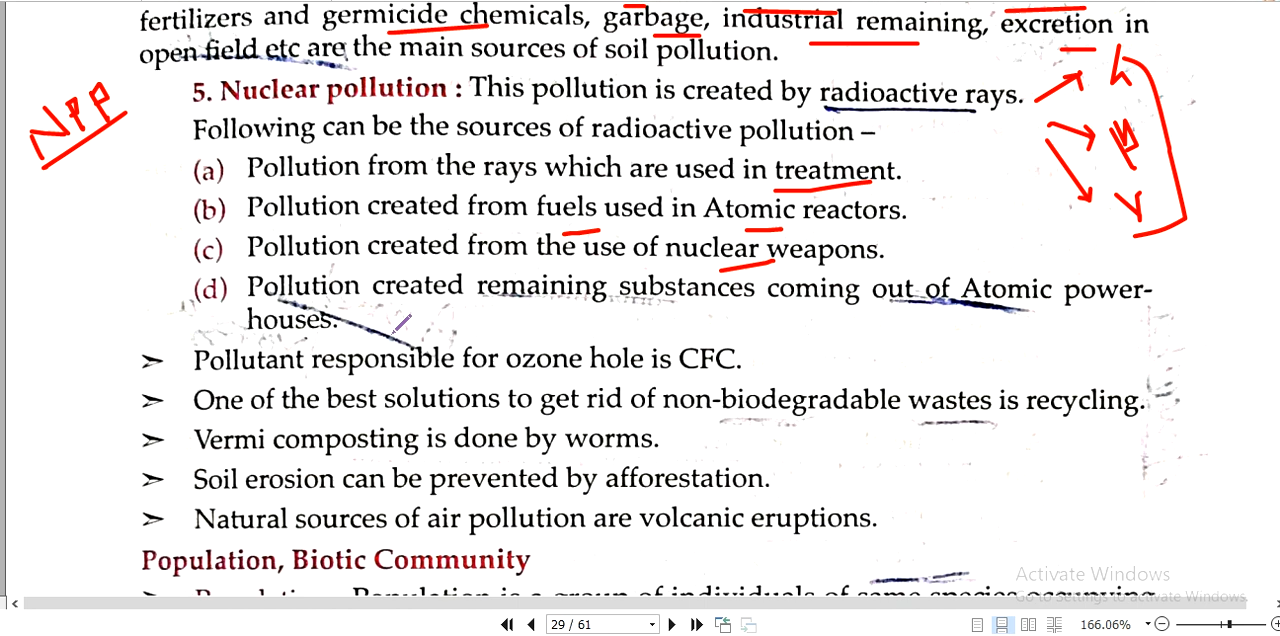 fertilizers and germicide chemicals, garbage, industrial remaining, excretion in
open field etc are the main sources of soil pollution.
5. Nuclear pollution : This pollution is created by radioactive rays.
NPP
Following can be the sources of radioactive pollution –
(a) Pollution from the rays which are used in treatment.
(b) Pollution created from fuels used in Atomic reactors.
(c) Pollution created from the use of nuclear weapons.
(d) Pollution created remaining substances coming out of Atomic power-
houses.
➢ Pollutant responsible for ozone hole is CFC.
➢ One of the best solutions to get rid of non-biodegradable wastes is recycling.
➢ Vermi composting is done by worms.
➢ Soil erosion can be prevented by afforestation.
➢ Natural sources of air pollution are volcanic eruptions.
Population, Biotic Community
Activate Windows
Go to Settings to activate Windows.
29 / 61
166.06%